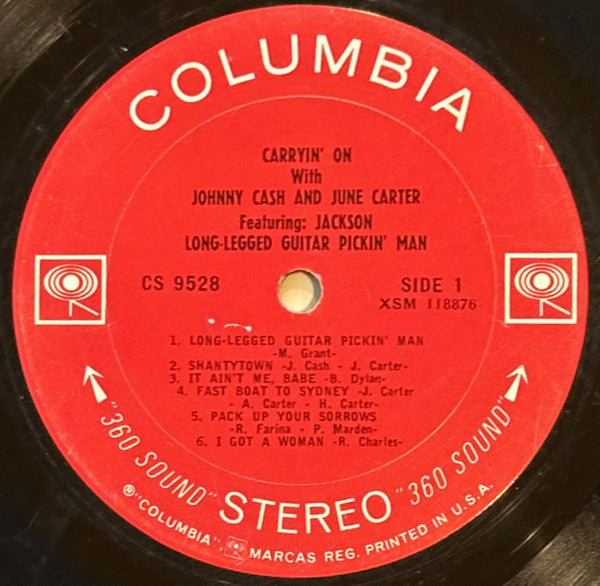 COLUMBIA
CARRYIN' ON
With
JOHNNY CASH AND JUNE CARTER
Featuring: JACKSON
LONG-LEGGED GUITAR PICKIN' MAN
CS 9528
SIDE 1
XSM 118876
1. LONG-LEGGED GUITAR PICKIN' MAN
-M. Grant-
2. SHANTYTOWN -J. Cash - J. Carter-
3. IT AIN'T ME, BABE -B. Dylan-
4. FAST BOAT TO SYDNEY -J. Carter
- A. Carter - H. Carter-
5. PACK UP YOUR SORROWS
-R. Farina - P. Marden-
6. I GOT A WOMAN -R. Charles-
"360 SOUND" STEREO "360 SOUND"
®"COLUMBIA", MARCAS REG. PRINTED IN U.S.A.